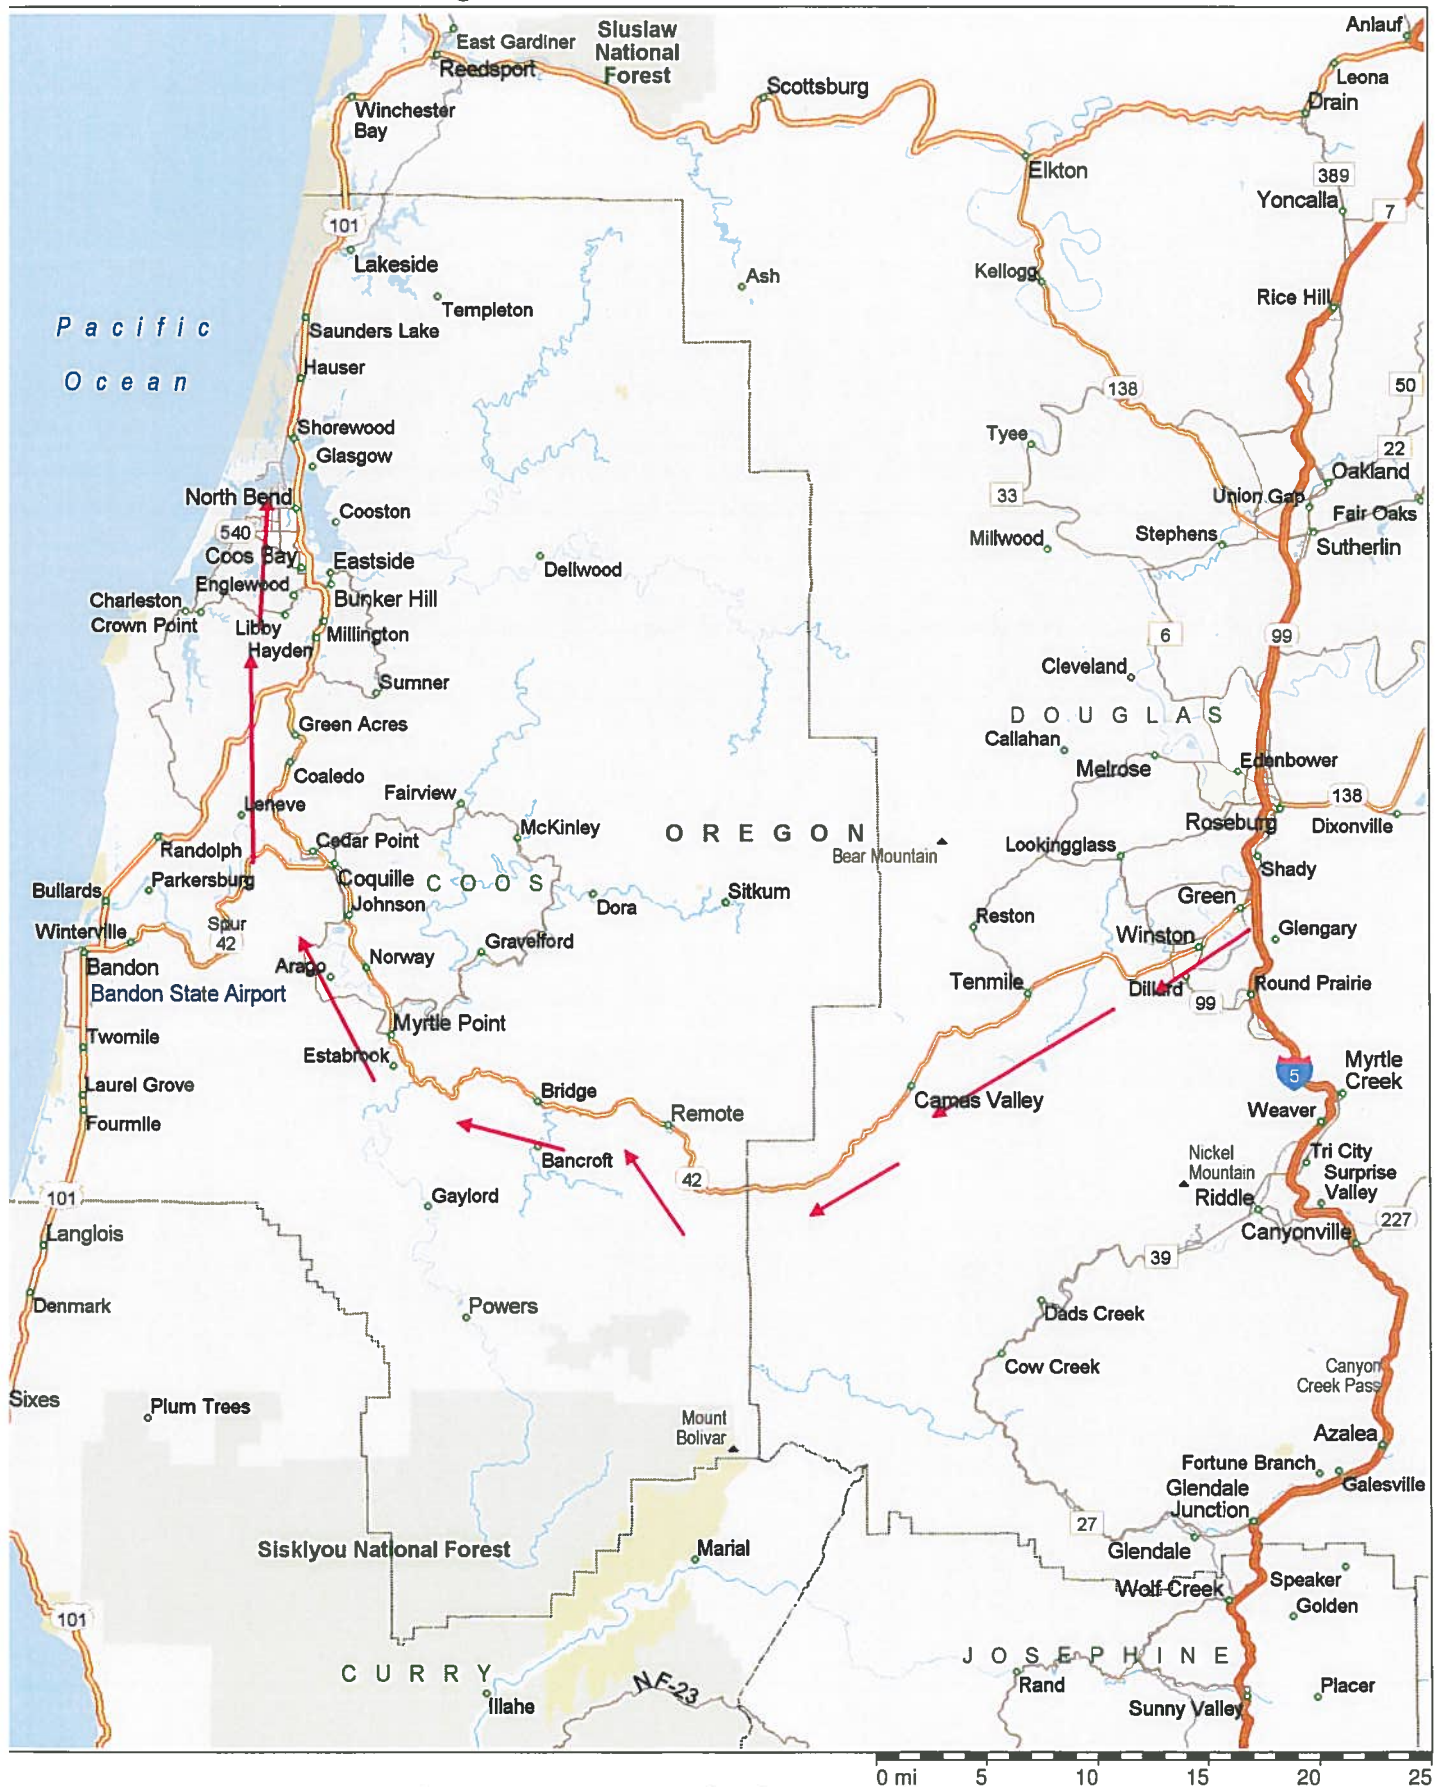 Anlauf
East Gardiner
Siuslaw
National
Forest
Reedsport
Leona
Scottsburg
Drain
Winchester
Bay
Elkton
389
Yoncalla
7
101
Lakeside
Kellogg
Ash
Rice Hill
Templeton
Pacific
Ocean
Saunders Lake
Hauser
138
50
Shorewood
Tyee
22
Glasgow
Oakland
North Bend
33
Union Gap
Cooston
Fair Oaks
540
Millwood
Stephens
Sutherlin
Coos Bay
Eastside
Dellwood
Englewood
Charleston
Bunker Hill
Crown Point
Libby
Millington
6
99
Hayden
Cleveland
Sumner
DOUGLAS
Green Acres
Callahan
Melrose
Edenbower
Coaledo
Fairview
138
Leneve
Roseburg
Dixonville
McKinley
OREGON
Cedar Point
Lookingglass
Randolph
Bear Mountain
Shady
Parkersburg
Coquille
COOS
Bullards
Sitkum
Green
Johnson
Dora
Reston
Spur
42
Winterville
Glengary
Winston
Gravelford
Norway
Arago
Bandon
Tenmile
Dillard
Round Prairie
Bandon State Airport
99
Myrtle Point
Twomile
Estabrook
Myrtle
Creek
5
Laurel Grove
Bridge
Camas Valley
Weaver
Remote
Fourmile
Nickel
Mountain
Tri City
Bancroft
Surprise
Valley
42
101
Gaylord
Riddle
227
Langlois
Canyonville
39
Denmark
Powers
Dads Creek
Cow Creek
Canyon
Creek Pass
Sixes
Plum Trees
Mount
Bolivar
Azalea
Fortune Branch
Glendale
Junction
Galesville
27
Siskiyou National Forest
Marial
Glendale
Wolf Creek
Speaker
101
Golden
JOSEPHINE
CURRY
NF-23
Rand
Placer
Illahe
Sunny Valley
0 mi 5 10 15 20 25